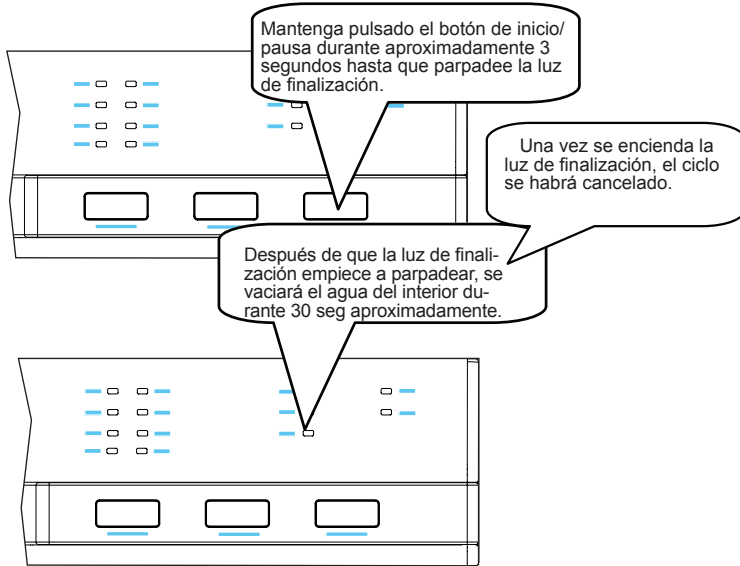 Mantenga pulsado el botón de inicio/
pausa durante aproximadamente 3
segundos hasta que parpadee la luz
de finalización.
Una vez se encienda la
luz de finalización, el ciclo
se habrá cancelado.
Después de que la luz de finali-
zación empiece a parpadear, se
vaciará el agua del interior du-
rante 30 seg aproximadamente.